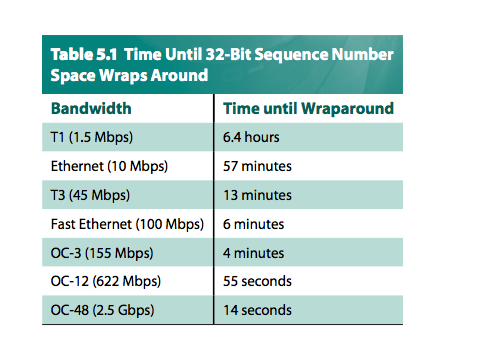 Table 5.1 Time Until 32-Bit Sequence Number
Space Wraps Around
Bandwidth Time until Wraparound
T1 (1.5 Mbps) 6.4 hours
Ethernet (10 Mbps) 57 minutes
T3 (45 Mbps) 13 minutes
Fast Ethernet (100 Mbps) 6 minutes
OC-3 (155 Mbps) 4 minutes
OC-12 (622 Mbps) 55 seconds
OC-48 (2.5 Gbps) 14 seconds